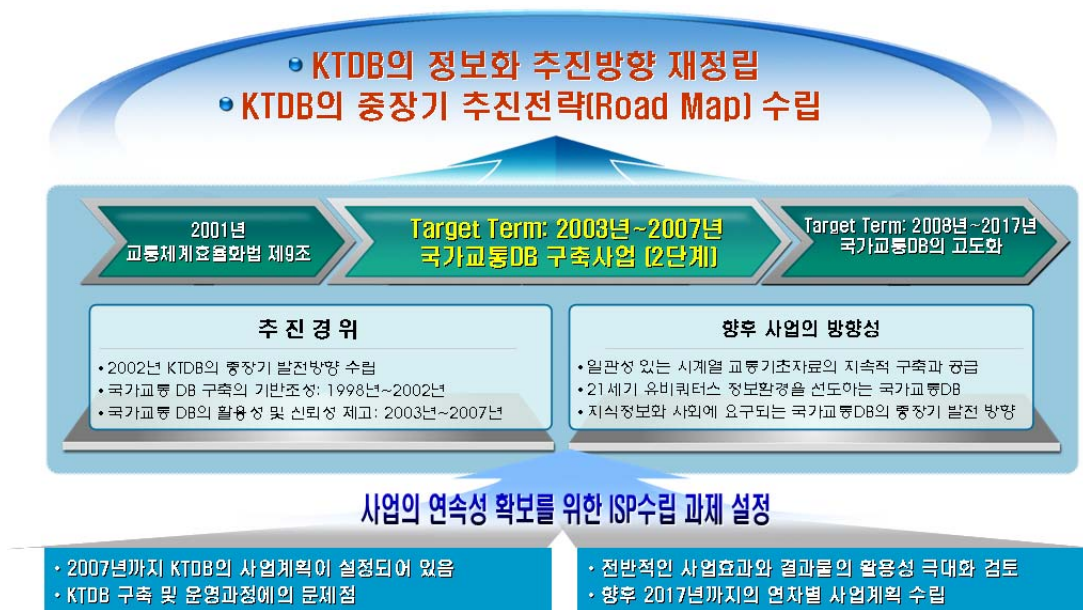 • KTDB의 정보화 추진방향 재정립
• KTDB의 중장기 추진전략(Road Map) 수립
2001년
교통체계효율화법 제9조
Target Term: 2003년~2007년
국가교통DB 구축사업 (2단계)
Target Term: 2008년~2017년
국가교통DB의 고도화
추 진 경 위
• 2002년 KTDB의 중장기 발전방향 수립
• 국가교통 DB 구축의 기반조성: 1998년~2002년
• 국가교통 DB의 활용성 및 신뢰성 제고: 2003년~2007년
향후 사업의 방향성
• 일관성 있는 시계열 교통기초자료의 지속적 구축과 공급
• 21세기 유비쿼터스 정보환경을 선도하는 국가교통DB
• 지식정보화 사회에 요구되는 국가교통DB의 중장기 발전 방향
사업의 연속성 확보를 위한 ISP수립 과제 설정
• 2007년까지 KTDB의 사업계획이 설정되어 있음
• KTDB 구축 및 운영과정에의 문제점
• 전반적인 사업효과와 결과물의 활용성 극대화 검토
• 향후 2017년까지의 연차별 사업계획 수립